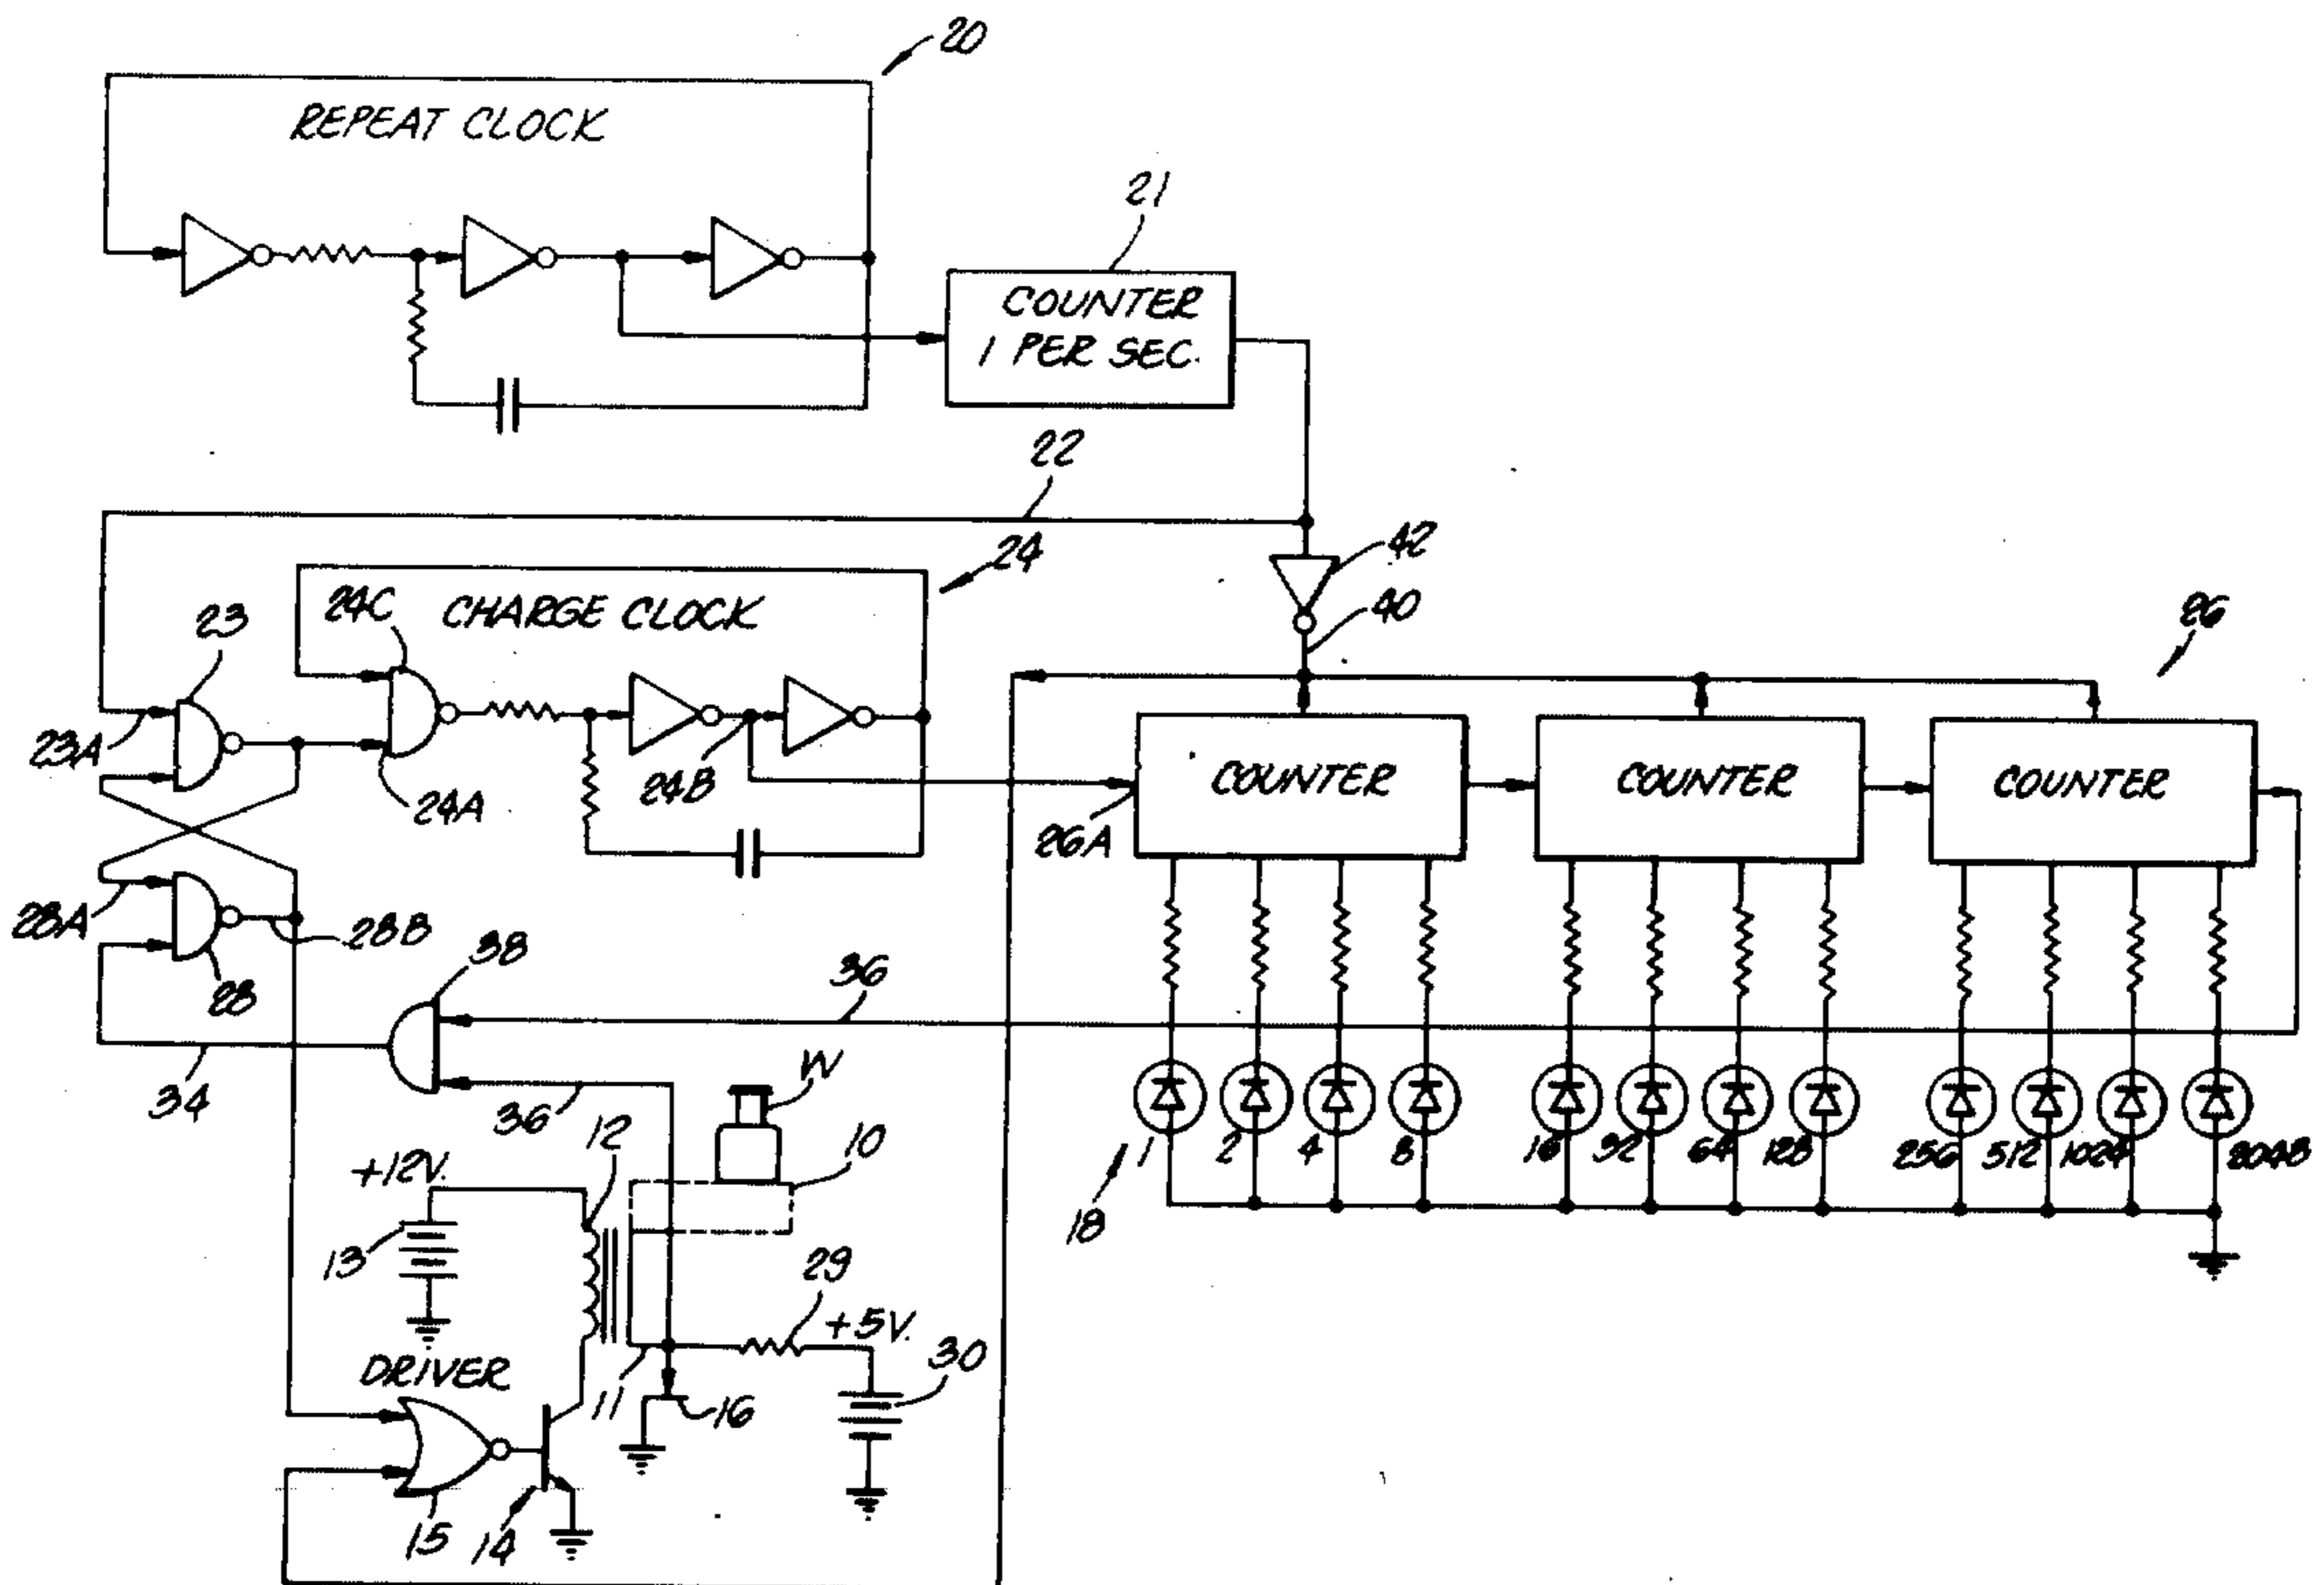 20
REPEAT CLOCK
21
COUNTER
1 PER SEC.
22
24
42
24C
CHARGE CLOCK
23
40
26
23A
24A
24B
26A
COUNTER
COUNTER
COUNTER
28A
28B
28
38
36
34
36
W
12
10
+12V.
13
1 2 4 8 16 32 64 128 256 512 1024 2048
18
29
+5V.
30
DRIVER
11
16
15
14